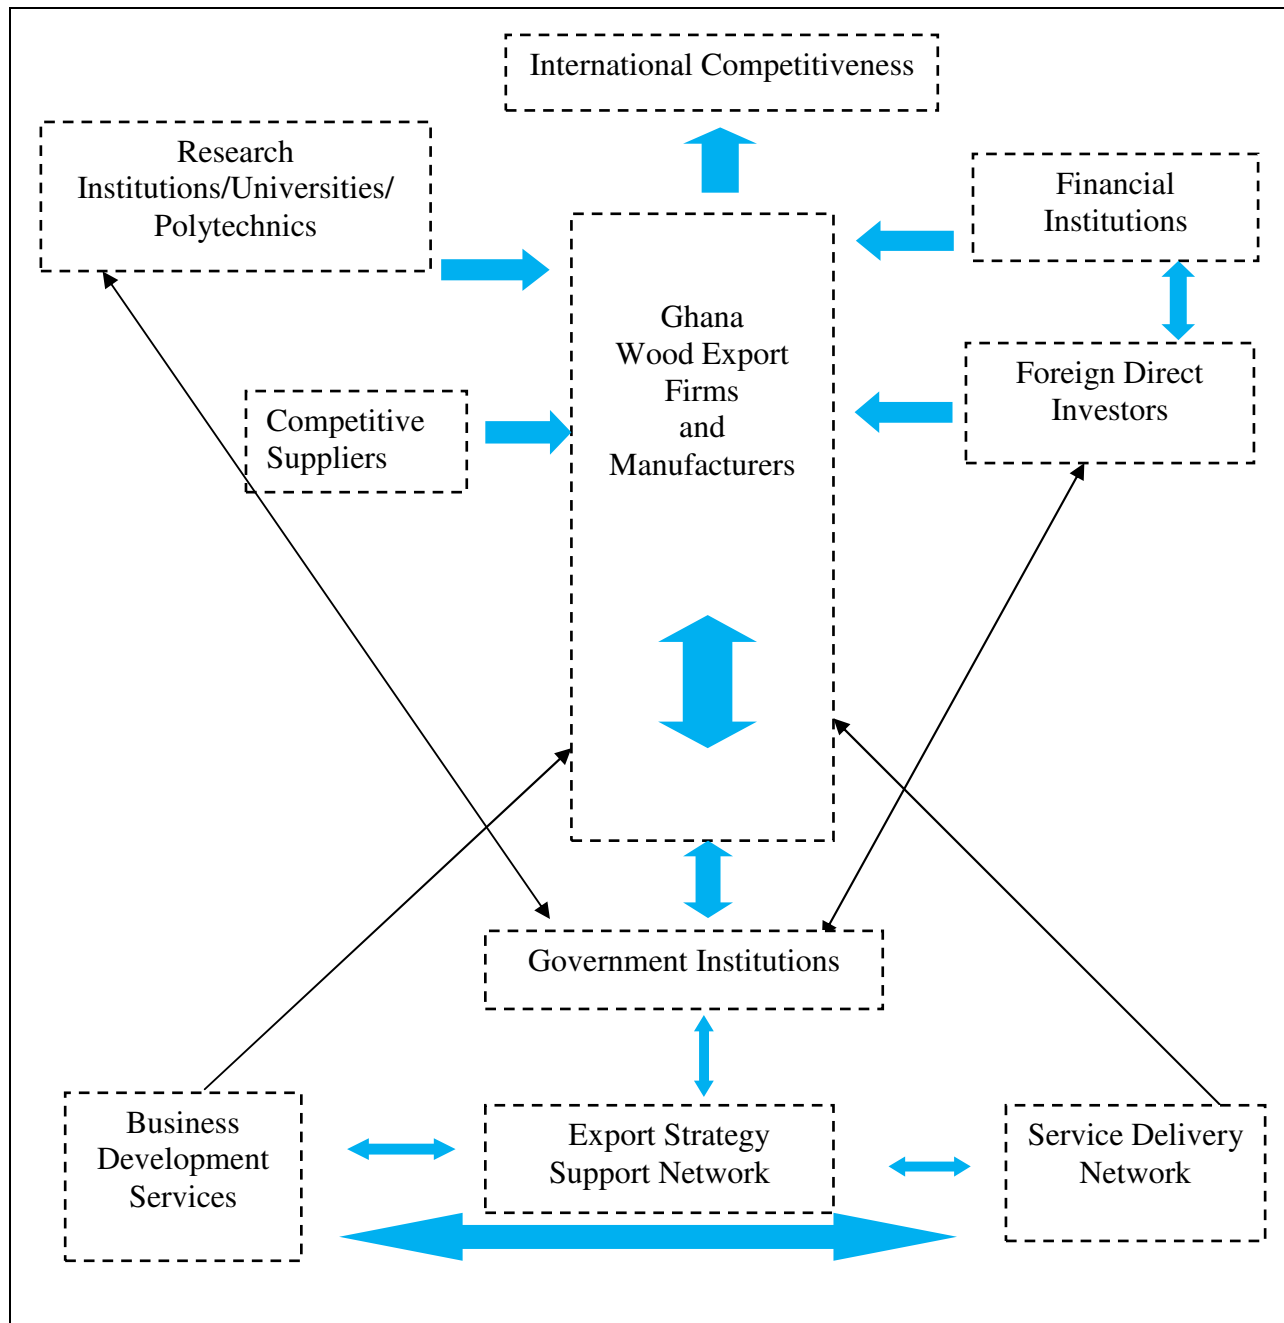 International Competitiveness
Research
Institutions/Universities/
Polytechnics
Financial
Institutions
Ghana
Wood Export
Firms
and
Manufacturers
Foreign Direct
Investors
Competitive
Suppliers
Government Institutions
Business
Development
Services
Export Strategy
Support Network
Service Delivery
Network